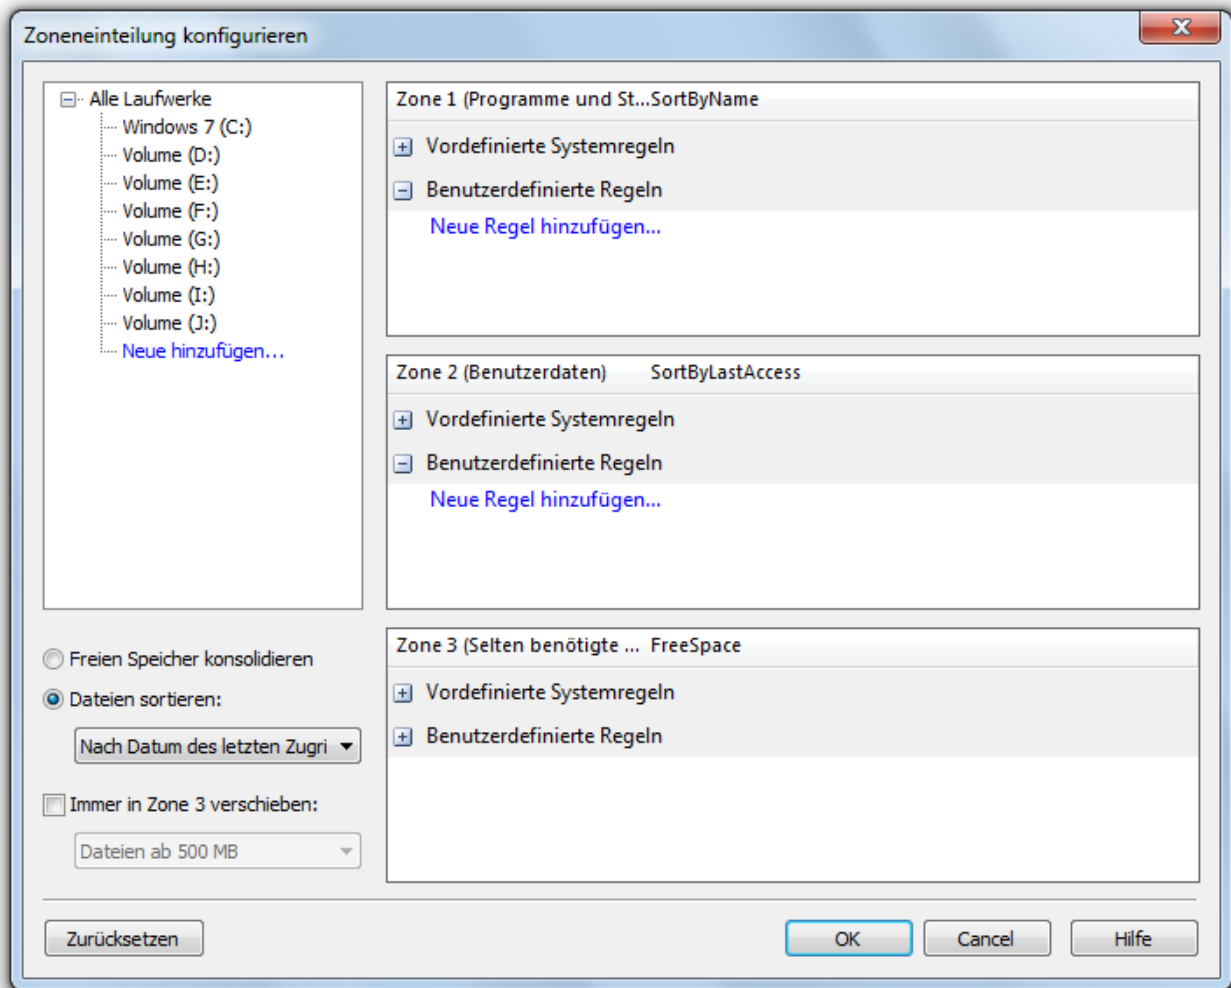 Zoneneinteilung konfigurieren
Alle Laufwerke
Windows 7 (C:)
Volume (D:)
Volume (E:)
Volume (F:)
Volume (G:)
Volume (H:)
Volume (I:)
Volume (J:)
Neue hinzufügen...
Freien Speicher konsolidieren
Dateien sortieren:
Nach Datum des letzten Zugri
Immer in Zone 3 verschieben:
Dateien ab 500 MB
Zone 1 (Programme und St...SortByName
Vordefinierte Systemregeln
Benutzerdefinierte Regeln
Neue Regel hinzufügen...
Zone 2 (Benutzerdaten) SortByLastAccess
Vordefinierte Systemregeln
Benutzerdefinierte Regeln
Neue Regel hinzufügen...
Zone 3 (Selten benötigte ... FreeSpace
Vordefinierte Systemregeln
Benutzerdefinierte Regeln
Zurücksetzen
OK
Cancel
Hilfe